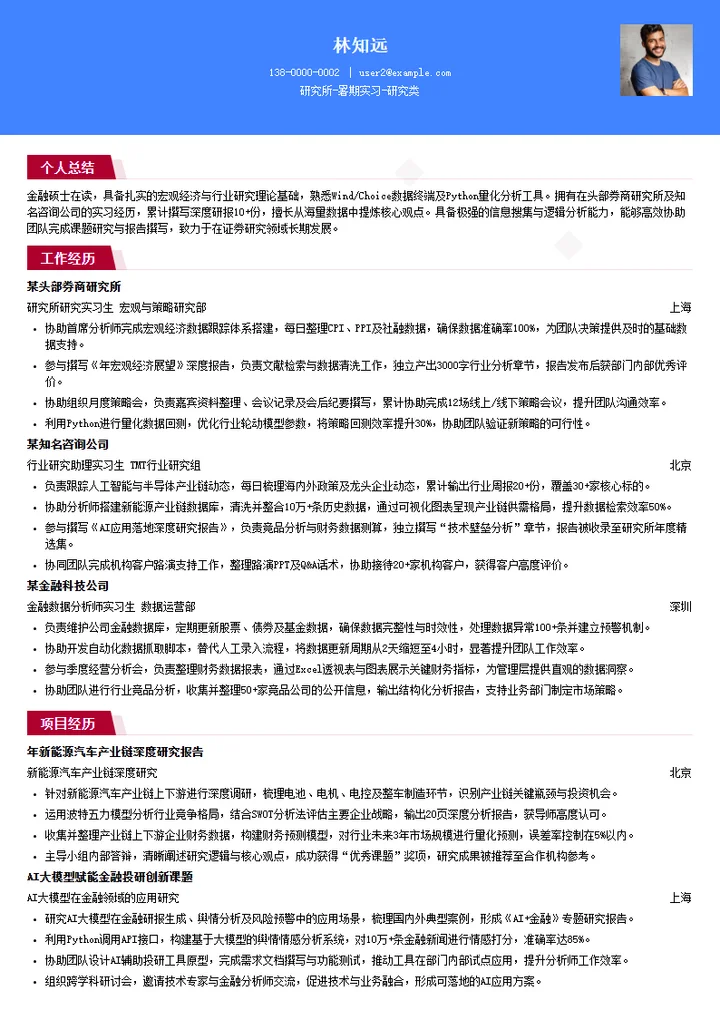 林知远
138-0000-0002 | user2@example.com
研究所-暑期实习-研究类
个人总结
金融硕士在读，具备扎实的宏观经济与行业研究理论基础，熟悉Wind/Choice数据终端及Python量化分析工具。拥有在头部券商研究所及知
名咨询公司的实习经历，累计撰写深度研报10+份，擅长从海量数据中提炼核心观点。具备极强的信息搜集与逻辑分析能力，能够高效协助
团队完成课题研究与报告撰写，致力于在证券研究领域长期发展。
工作经历
某头部券商研究所
研究所研究实习生 宏观与策略研究部 上海
• 协助首席分析师完成宏观经济数据跟踪体系搭建，每日整理CPI、PPI及社融数据，确保数据准确率100%，为团队决策提供及时的基础数
据支持。
• 参与撰写《年宏观经济展望》深度报告，负责文献检索与数据清洗工作，独立产出3000字行业分析章节，报告发布后获部门内部优秀评
价。
• 协助组织月度策略会，负责嘉宾资料整理、会议记录及会后纪要撰写，累计协助完成12场线上/线下策略会议，提升团队沟通效率。
• 利用Python进行量化数据回测，优化行业轮动模型参数，将策略回测效率提升30%，协助团队验证新策略的可行性。
某知名咨询公司
行业研究助理实习生 TMT行业研究组 北京
• 负责跟踪人工智能与半导体产业链动态，每日梳理海内外政策及龙头企业动态，累计输出行业周报20+份，覆盖30+家核心标的。
• 协助分析师搭建新能源产业链数据库，清洗并整合10万+条历史数据，通过可视化图表呈现产业链供需格局，提升数据检索效率50%。
• 参与撰写《AI应用落地深度研究报告》，负责竞品分析与财务数据测算，独立撰写“技术壁垒分析”章节，报告被收录至研究所年度精
选集。
• 协同团队完成机构客户路演支持工作，整理路演PPT及Q&A话术，协助接待20+家机构客户，获得客户高度评价。
某金融科技公司
金融数据分析师实习生 数据运营部 深圳
• 负责维护公司金融数据库，定期更新股票、债券及基金数据，确保数据完整性与时效性，处理数据异常100+条并建立预警机制。
• 协助开发自动化数据抓取脚本，替代人工录入流程，将数据更新周期从2天缩短至4小时，显著提升团队工作效率。
• 参与季度经营分析会，负责整理财务数据报表，通过Excel透视表与图表展示关键财务指标，为管理层提供直观的数据洞察。
• 协助团队进行行业竞品分析，收集并整理50+家竞品公司的公开信息，输出结构化分析报告，支持业务部门制定市场策略。
项目经历
年新能源汽车产业链深度研究报告
新能源汽车产业链深度研究 北京
• 针对新能源汽车产业链上下游进行深度调研，梳理电池、电机、电控及整车制造环节，识别产业链关键瓶颈与投资机会。
• 运用波特五力模型分析行业竞争格局，结合SWOT分析法评估主要企业战略，输出20页深度分析报告，获导师高度认可。
• 收集并整理产业链上下游企业财务数据，构建财务预测模型，对行业未来3年市场规模进行量化预测，误差率控制在5%以内。
• 主导小组内部答辩，清晰阐述研究逻辑与核心观点，成功获得“优秀课题”奖项，研究成果被推荐至合作机构参考。
AI大模型赋能金融投研创新课题
AI大模型在金融领域的应用研究 上海
• 研究AI大模型在金融研报生成、舆情分析及风险预警中的应用场景，梳理国内外典型案例，形成《AI+金融》专题研究报告。
• 利用Python调用API接口，构建基于大模型的舆情情感分析系统，对10万+条金融新闻进行情感打分，准确率达85%。
• 协助团队设计AI辅助投研工具原型，完成需求文档撰写与功能测试，推动工具在部门内部试点应用，提升分析师工作效率。
• 组织跨学科研讨会，邀请技术专家与金融分析师交流，促进技术与业务融合，形成可落地的AI应用方案。